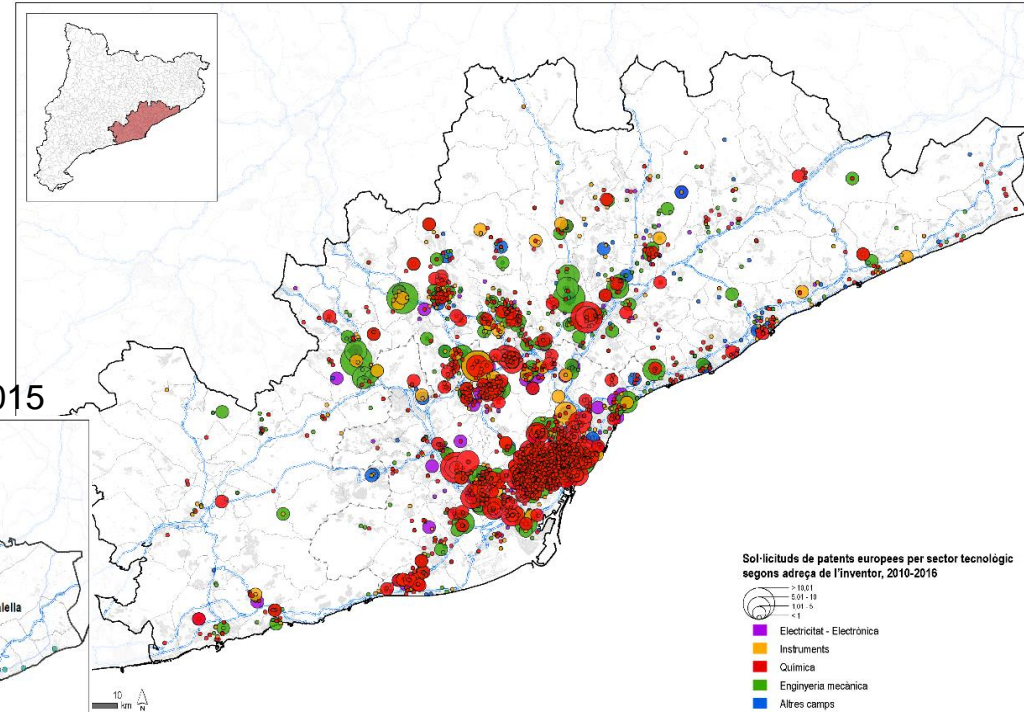 015
lella
10
km
N
Sol·licituds de patents europees per sector tecnològic
segons adreça de l'inventor, 2010-2016
> 10,01
5,01 - 10
1,01 - 5
< 1
Electricitat - Electrònica
Instruments
Química
Enginyeria mecànica
Altres camps